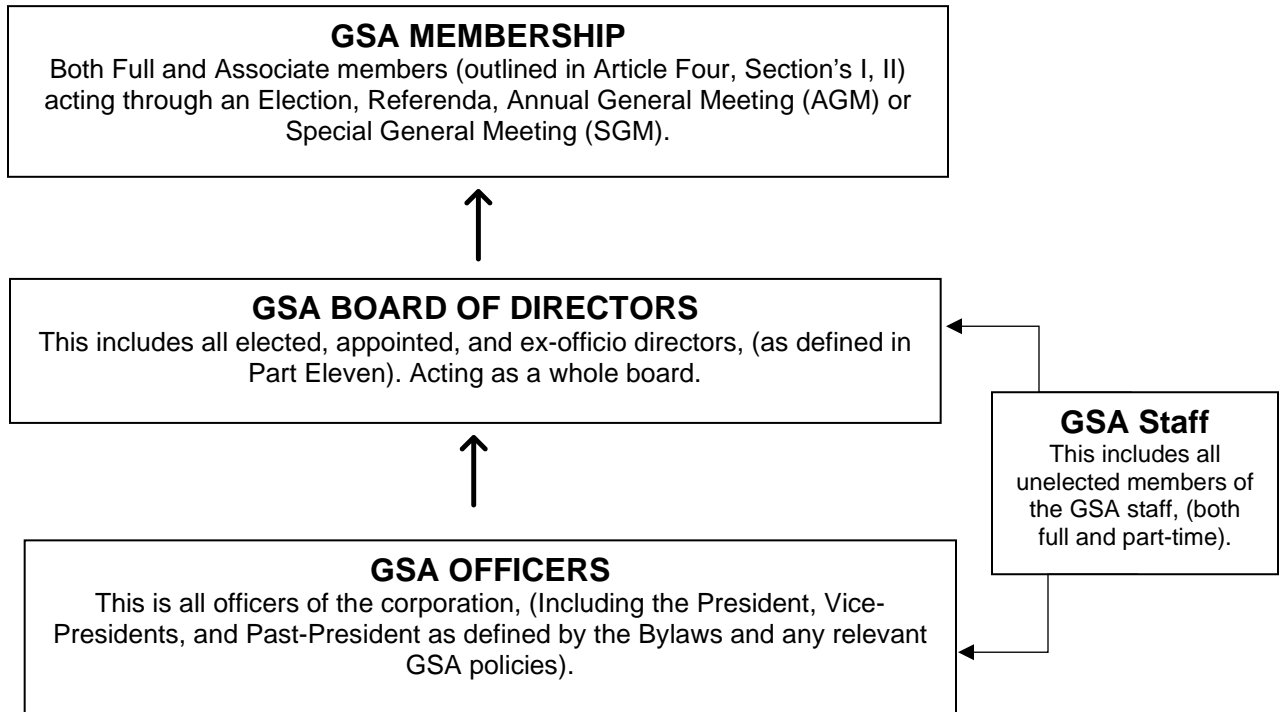 GSA MEMBERSHIP
Both Full and Associate members (outlined in Article Four, Section's I, II)
acting through an Election, Referenda, Annual General Meeting (AGM) or
Special General Meeting (SGM).
GSA BOARD OF DIRECTORS
This includes all elected, appointed, and ex-officio directors, (as defined in
Part Eleven). Acting as a whole board.
GSA Staff
This includes all
unelected members of
the GSA staff, (both
full and part-time).
GSA OFFICERS
This is all officers of the corporation, (Including the President, Vice-
Presidents, and Past-President as defined by the Bylaws and any relevant
GSA policies).